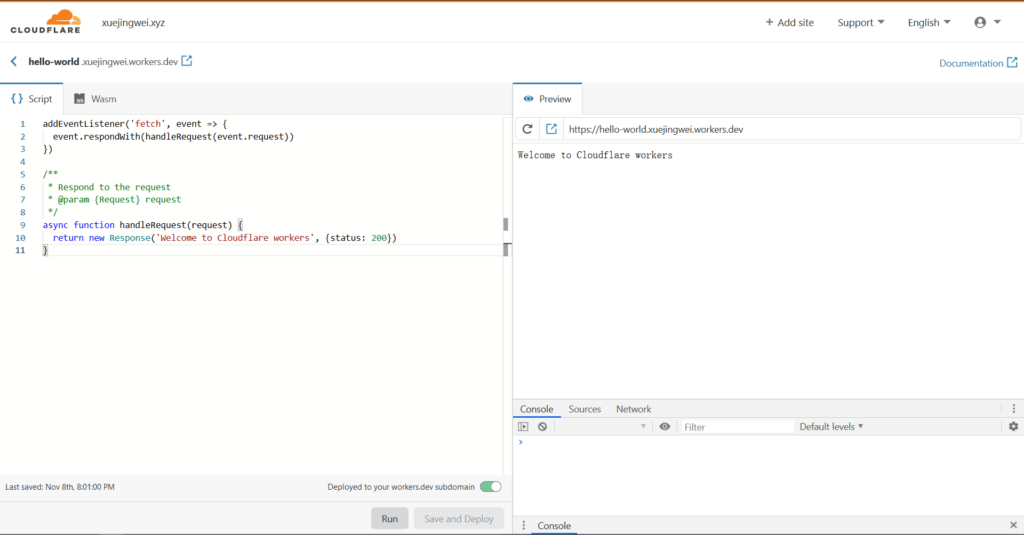 CLOUDFLARE
xuejingwei.xyz
+ Add site
Support
English
hello-world.xuejingwei.workers.dev
Documentation
{} Script
Wasm
1 addEventListener('fetch', event => {
2   event.respondWith(handleRequest(event.request))
3 })
4
5 /**
6  * Respond to the request
7  * @param {Request} request
8  */
9 async function handleRequest(request) {
10   return new Response('Welcome to Cloudflare workers', {status: 200})
11 }
Last saved: Nov 8th, 8:01:00 PM
Deployed to your workers.dev subdomain
Run
Save and Deploy
Preview
https://hello-world.xuejingwei.workers.dev
Welcome to Cloudflare workers
Console
Sources
Network
Filter
Default levels
>
Console